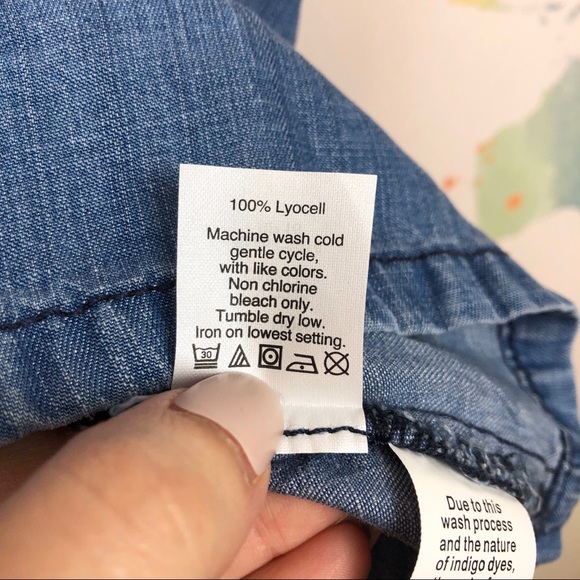 100% Lyocell
Machine wash cold
gentle cycle,
with like colors.
Non chlorine
bleach only.
Tumble dry low.
Iron on lowest setting.
30
Due to this
wash process
and the nature
of indigo dyes,